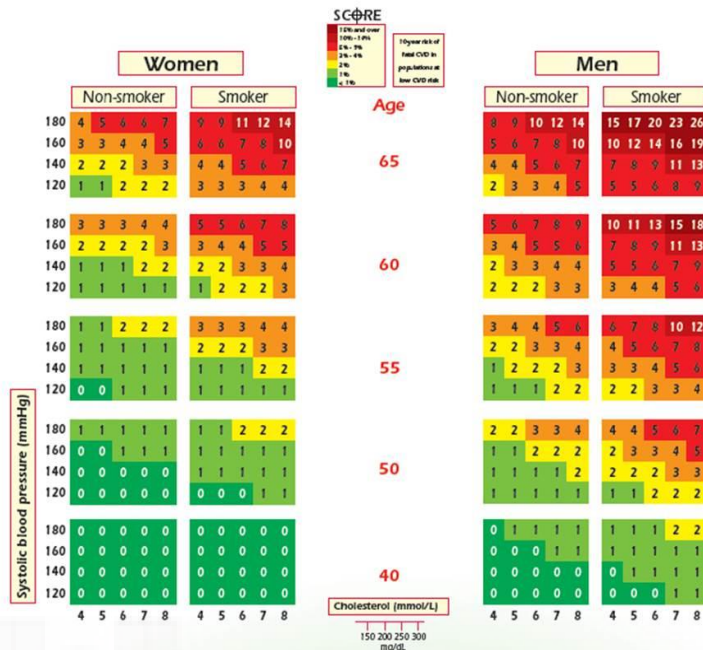 SCORE
15% and over
10% - 14%
5% - 9%
3% - 4%
2%
1%
< 1%
10-year risk of
fatal CVD in
populations at
low CVD risk
Women Men
Non-smoker Smoker Age Non-smoker Smoker
180 4 5 6 6 7 9 9 11 12 14 8 9 10 12 14 15 17 20 23 26
160 3 3 4 4 5 6 6 7 8 10 5 6 7 8 10 10 12 14 16 19
65
140 2 2 2 3 3 4 4 5 6 7 4 4 5 6 7 7 8 9 11 13
120 1 1 2 2 2 3 3 3 4 4 2 3 3 4 5 5 5 6 8 9
180 3 3 3 4 4 5 5 6 7 8 5 6 7 8 9 10 11 13 15 18
160 2 2 2 2 3 3 4 4 5 5 3 4 5 5 6 7 8 9 11 13
60
140 1 1 1 2 2 2 2 3 3 4 2 3 3 4 4 5 5 6 7 9
120 1 1 1 1 1 1 2 2 2 3 2 2 2 3 3 3 4 4 5 6
180 1 1 2 2 2 3 3 3 4 4 3 4 4 5 6 6 7 8 10 12
160 1 1 1 1 1 2 2 2 3 3 2 2 3 3 4 4 5 6 7 8
55
140 1 1 1 1 1 1 1 1 2 2 1 2 2 2 3 3 3 4 5 6
120 0 0 1 1 1 1 1 1 1 1 1 1 1 2 2 2 2 3 3 4
180 1 1 1 1 1 1 1 2 2 2 2 2 3 3 4 4 4 5 6 7
160 0 0 1 1 1 1 1 1 1 1 1 1 2 2 2 2 3 3 4 5
50
140 0 0 0 0 0 1 1 1 1 1 1 1 1 1 2 2 2 2 3 3
120 0 0 0 0 0 0 0 0 1 1 1 1 1 1 1 1 1 2 2 2
180 0 0 0 0 0 0 0 0 0 0 0 1 1 1 1 1 1 1 2 2
160 0 0 0 0 0 0 0 0 0 0 0 0 0 1 1 1 1 1 1 1
140 0 0 0 0 0 0 0 0 0 0 0 0 0 0 0 0 1 1 1 1
40
120 0 0 0 0 0 0 0 0 0 0 0 0 0 0 0 0 0 0 1 1
4 5 6 7 8 4 5 6 7 8 4 5 6 7 8 4 5 6 7 8
Systolic blood pressure (mmHg)
Cholesterol (mmol/L)
150 200 250 300
mg/dL